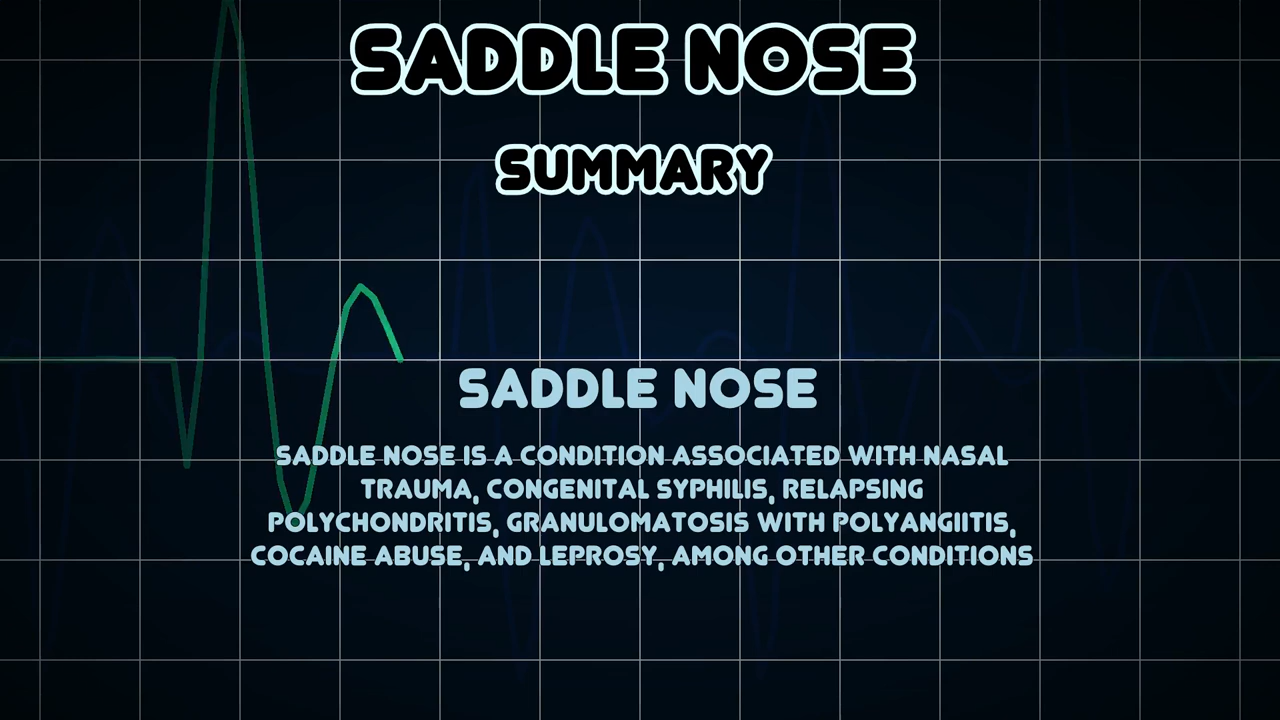 SADDLE NOSE
SUMMARY
SADDLE NOSE
SADDLE NOSE IS A CONDITION ASSOCIATED WITH NASAL
TRAUMA, CONGENITAL SYPHILIS, RELAPSING
POLYCHONDRITIS, GRANULOMATOSIS WITH POLYANGIITIS,
COCAINE ABUSE, AND LEPROSY, AMONG OTHER CONDITIONS